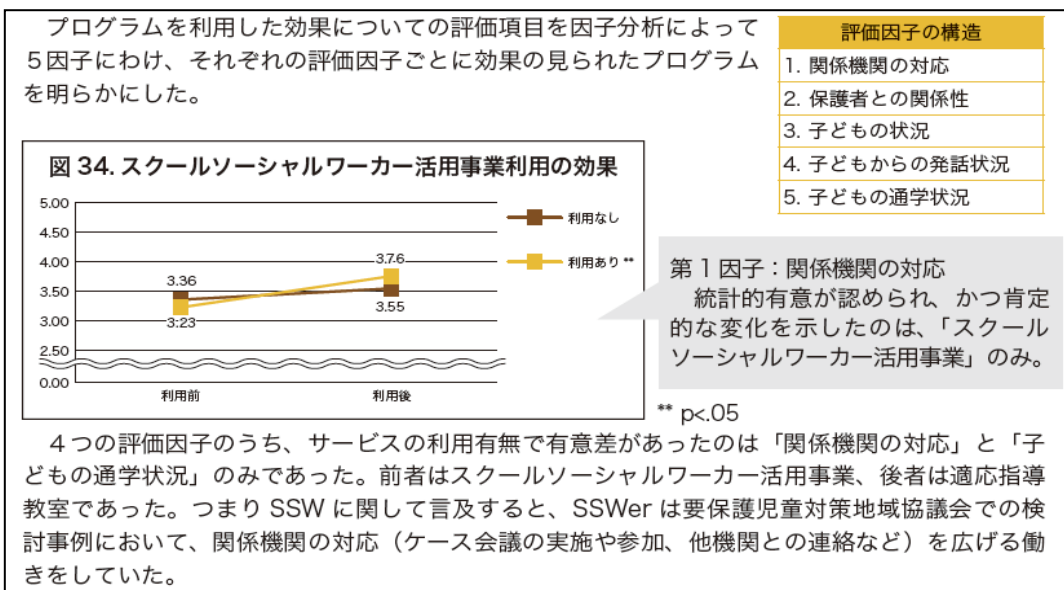 プログラムを利用した効果についての評価項目を因子分析によって
５因子にわけ、それぞれの評価因子ごとに効果の見られたプログラム
を明らかにした。
評価因子の構造
1. 関係機関の対応
2. 保護者との関係性
3. 子どもの状況
4. 子どもからの発話状況
5. 子どもの通学状況
図 34. スクールソーシャルワーカー活用事業利用の効果
5.00
4.50
4.00
3.50
3.00
2.50
0.00
3.36
3.23
3.76
3.55
利用前
利用後
利用なし
利用あり **
第 1 因子：関係機関の対応
統計的有意が認められ、かつ肯定
的な変化を示したのは、「スクール
ソーシャルワーカー活用事業」のみ。
** p<.05
４つの評価因子のうち、サービスの利用有無で有意差があったのは「関係機関の対応」と「子
どもの通学状況」のみであった。前者はスクールソーシャルワーカー活用事業、後者は適応指導
教室であった。つまり SSW に関して言及すると、SSWer は要保護児童対策地域協議会での検
討事例において、関係機関の対応（ケース会議の実施や参加、他機関との連絡など）を広げる働
きをしていた。